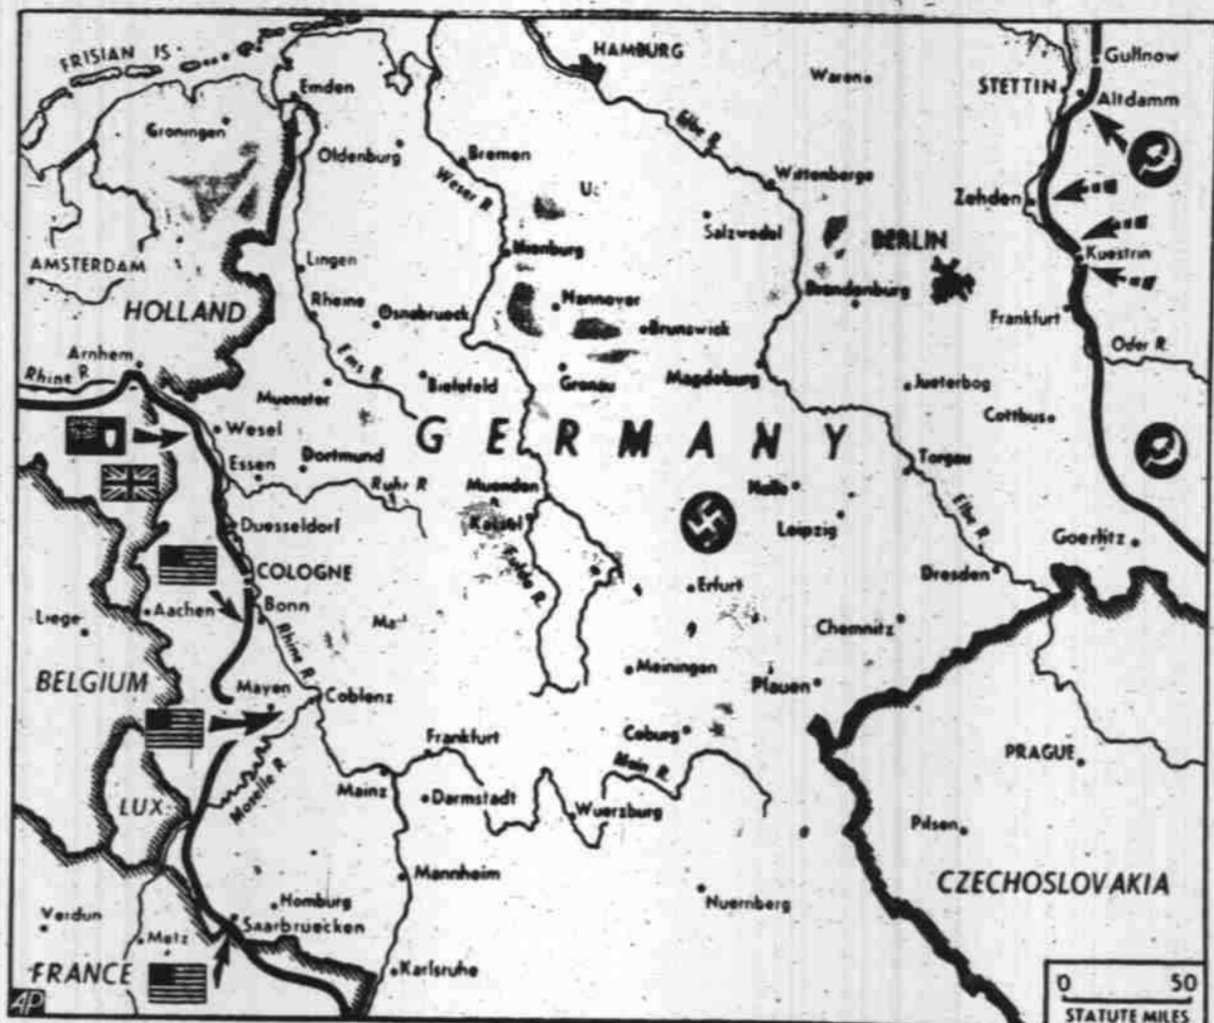 FRISIAN IS.
HAMBURG
Waren
STETTIN
Gullnow
Altdamm
Emden
Groningen
Oldenburg
Bremen
Elbe R.
Weser R.
Wittenberge
Zehden
Salzwedel
BERLIN
Kuestrin
AMSTERDAM
Lingen
Nienburg
HOLLAND
Rheine
Osnabrueck
Hannover
Brunswick
Brandenburg
Frankfurt
Oder R.
Arnhem
Rhine R.
Ems R.
Muenster
Bielefeld
Gronau
Magdeburg
Jueterbog
Cottbus
Wesel
GERMANY
Essen
Dortmund
Ruhr R.
Muenden
Kassel
Halle
Leipzig
Torgau
Elbe R.
Duesseldorf
Goerlitz
COLOGNE
Fulda R.
Erfurt
Dresden
Liege
Aachen
Bonn
Rhine R.
Chemnitz
BELGIUM
Mayen
Coblenz
Meiningen
Plauen
Frankfurt
Coburg
Main R.
PRAGUE
LUX.
Moselle R.
Mainz
Darmstadt
Wuerzburg
Pilsen
Mannheim
Nuernberg
CZECHOSLOVAKIA
Verdun
Homburg
Saarbruecken
Metz
FRANCE
Karlsruhe
AP
0 50
STATUTE MILES